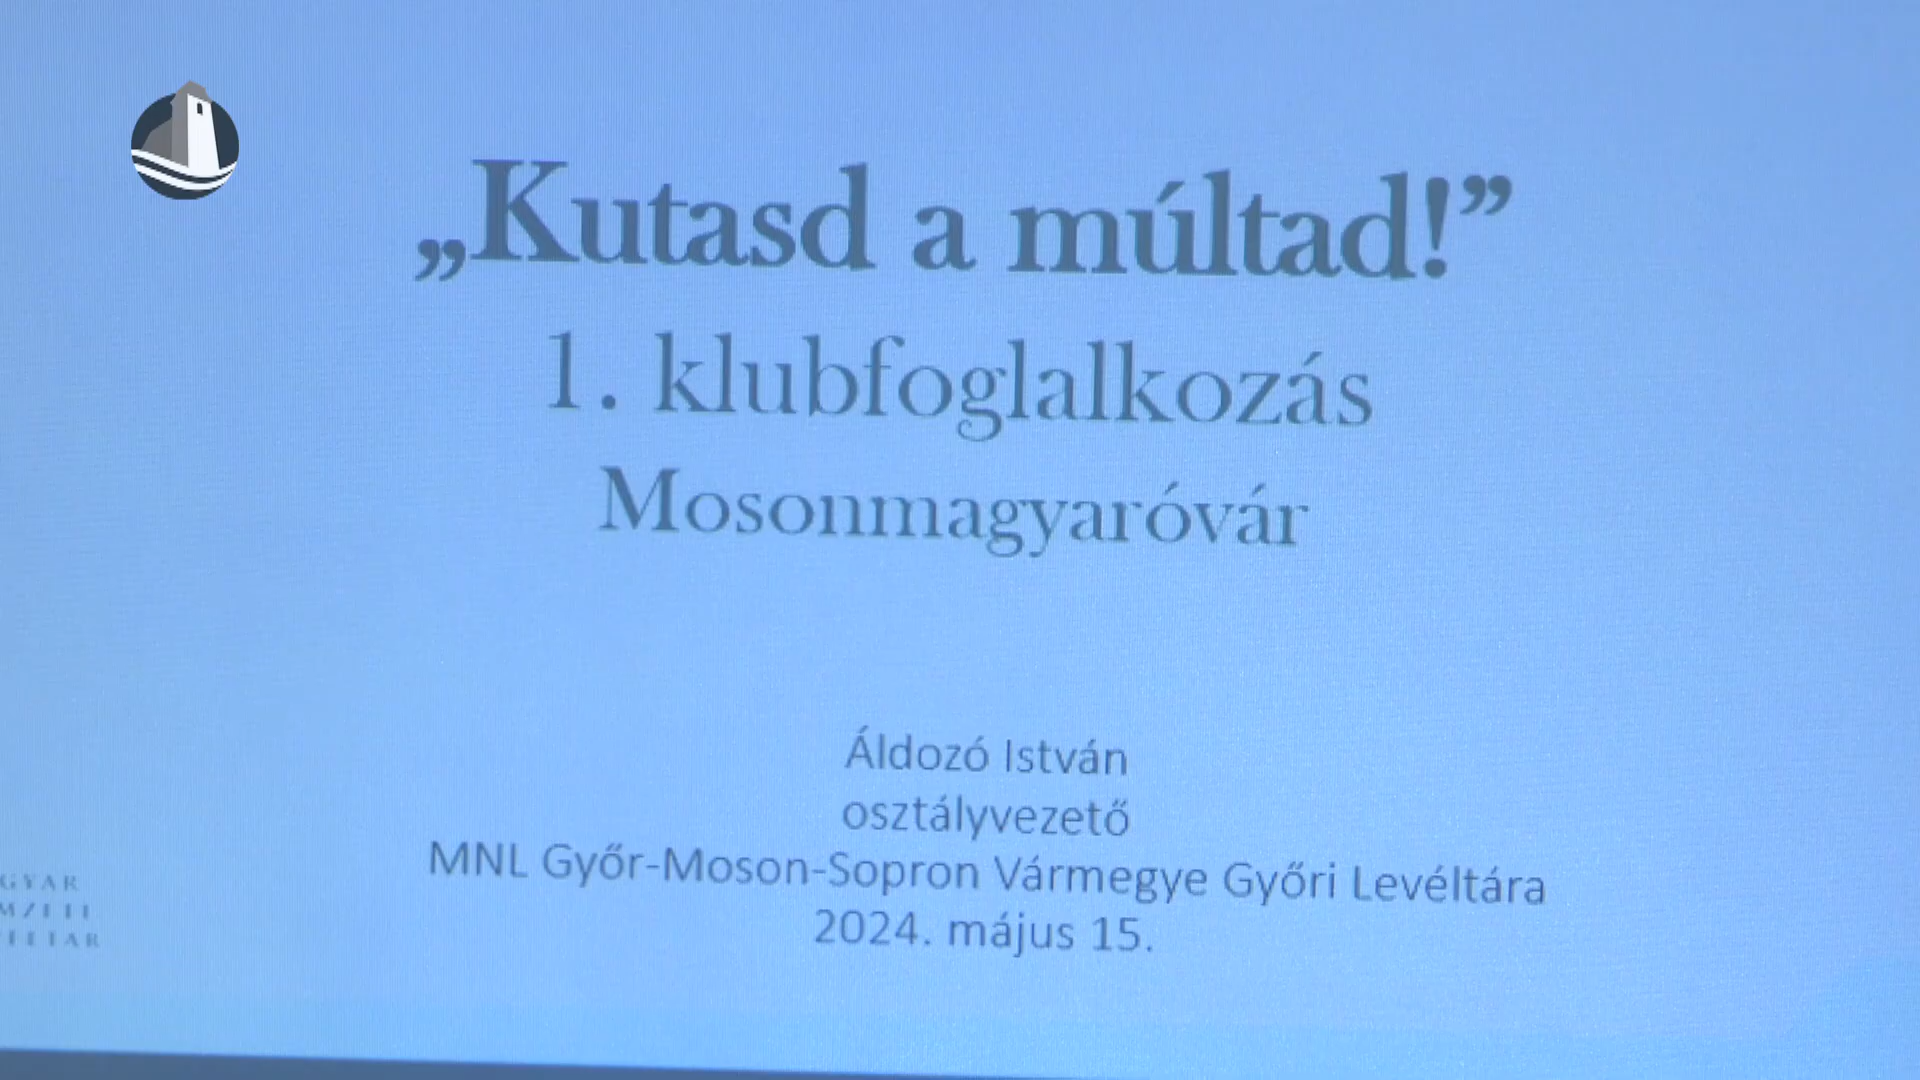 „Kutasd a múltad!”
1. klubfoglalkozás
Mosonmagyaróvár
Áldozó István
osztályvezető
MNL Győr-Moson-Sopron Vármegye Győri Levéltára
2024. május 15.